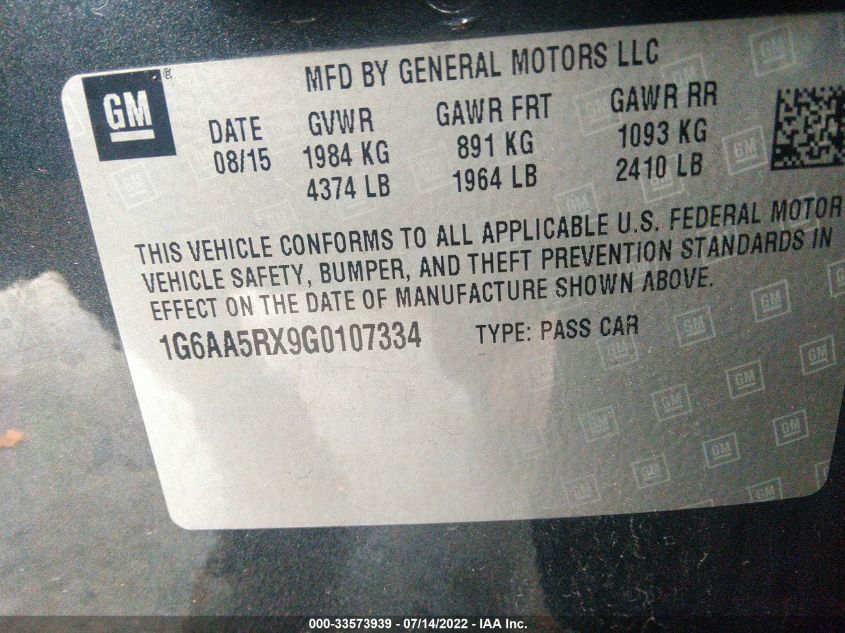 MFD BY GENERAL MOTORS LLC
GM ®
DATE GVWR GAWR FRT GAWR RR
08/15 1984 KG 891 KG 1093 KG
4374 LB 1964 LB 2410 LB
THIS VEHICLE CONFORMS TO ALL APPLICABLE U.S. FEDERAL MOTOR
VEHICLE SAFETY, BUMPER, AND THEFT PREVENTION STANDARDS IN
EFFECT ON THE DATE OF MANUFACTURE SHOWN ABOVE.
1G6AA5RX9G0107334 TYPE: PASS CAR
000-33573939 - 07/14/2022 - IAA Inc.